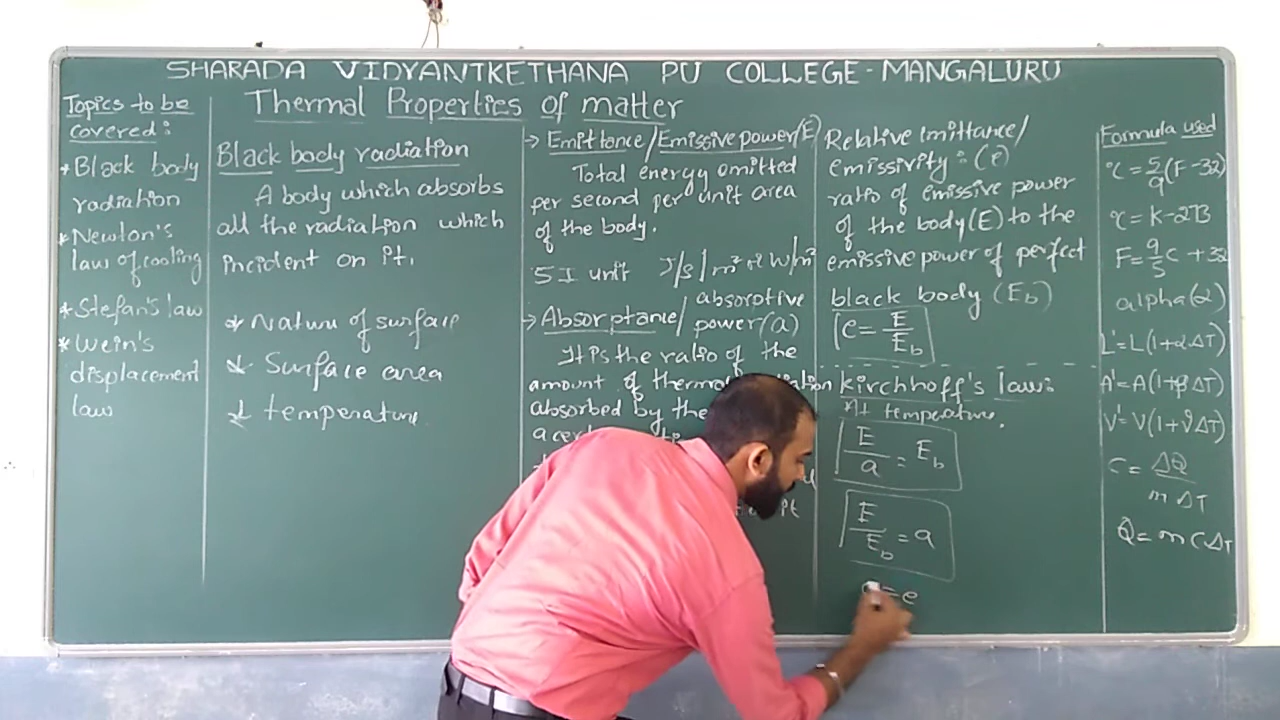 SHARADA VIDYANIKETHANA PU COLLEGE - MANGALURU
Thermal Properties of matter
Topics to be
covered:
* Black body
radiation
* Newton's
law of cooling
* Stefan's law
* Wein's
displacement
law
Black body radiation
A body which absorbs
all the radiation which
incident on it.
* Nature of surface
* Surface area
* temperature
→ Emittance/Emissive power(E)
Total energy omitted
per second per unit area
of the body.
SI unit J/s/m² or W/m²
→ Absorptance/ absorptive
power(a)
It is the ratio of the
amount of thermal radiation
absorbed by the
a
Relative Emittance/
emissivity: (e)
ratio of emissive power
of the body(E) to the
emissive power of perfect
black body (Eb)
e = E/Eb
Kirchhoff's law:
At temperature,
E/a = Eb
E/Eb = a
= e
Formula used
°C = 5/9(F-32)
°C = K-273
F = 9/5 C + 32
alpha(α)
L' = L(1+αΔT)
A' = A(1+βΔT)
V' = V(1+γΔT)
C = ΔQ/mΔT
Q = mCΔT